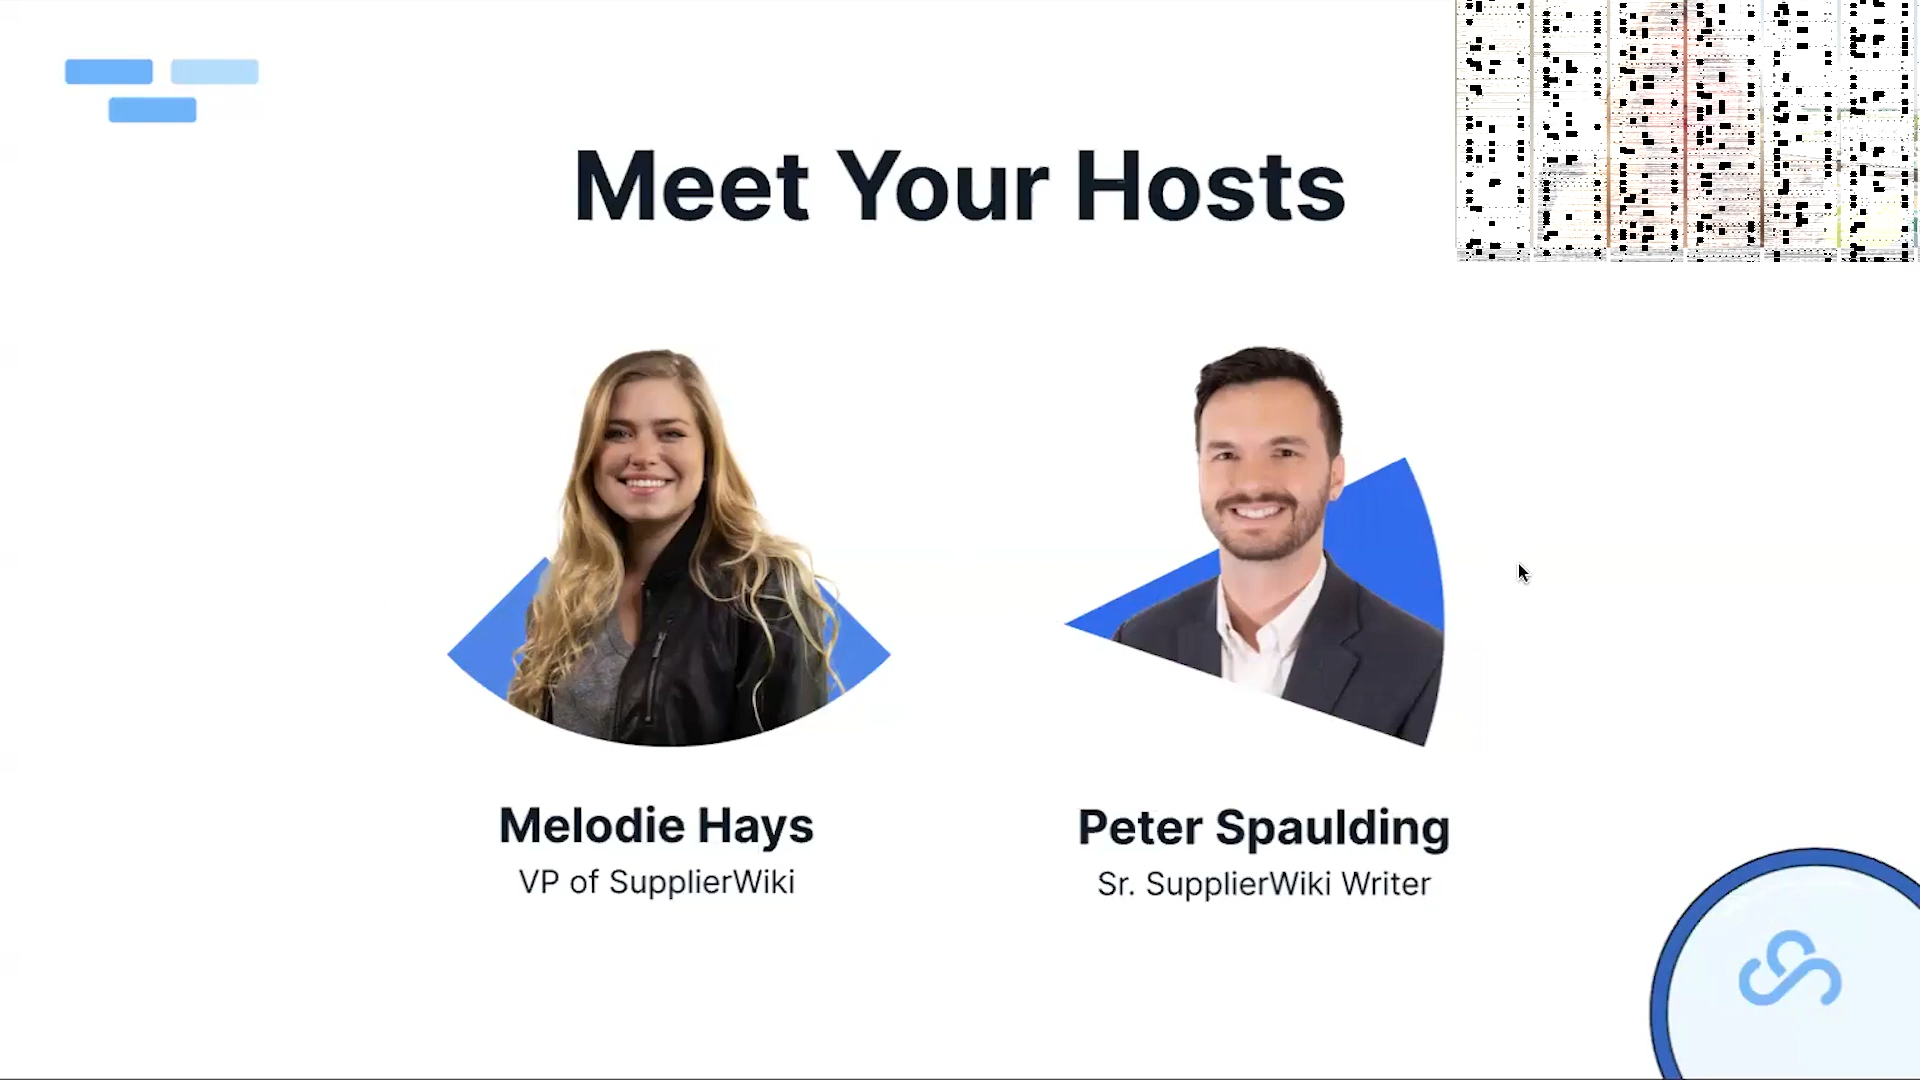 Meet Your Hosts
Melodie Hays
VP of SupplierWiki
Peter Spaulding
Sr. SupplierWiki Writer